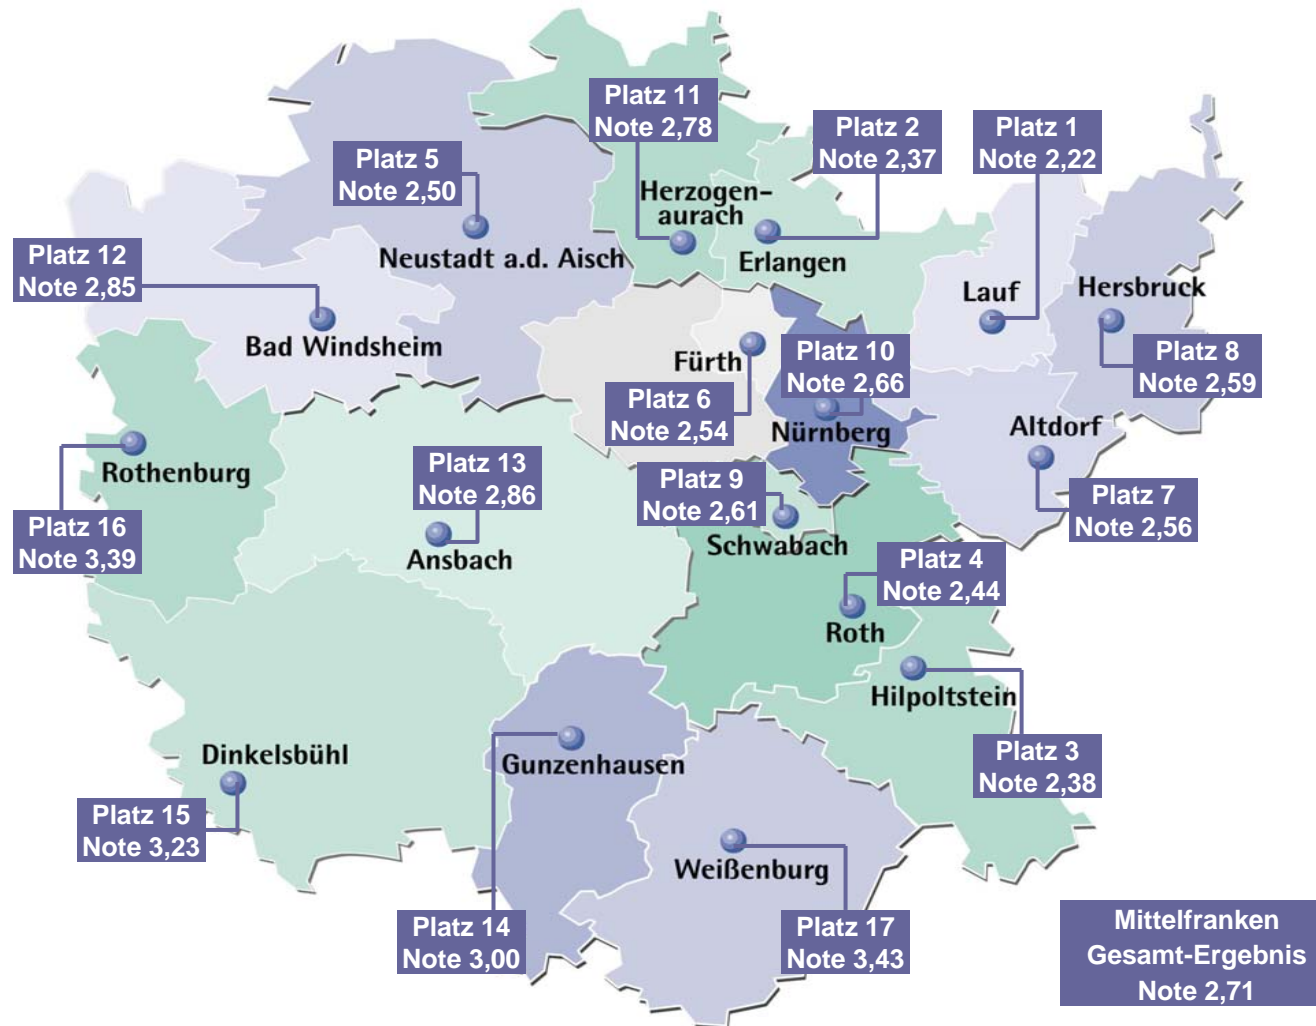 Platz 11
Note 2,78
Platz 2
Note 2,37
Platz 1
Note 2,22
Platz 5
Note 2,50
Herzogen-
aurach
Neustadt a.d. Aisch
Erlangen
Platz 12
Note 2,85
Lauf
Hersbruck
Bad Windsheim
Fürth
Platz 10
Note 2,66
Platz 8
Note 2,59
Platz 6
Note 2,54
Nürnberg
Altdorf
Rothenburg
Platz 13
Note 2,86
Platz 9
Note 2,61
Platz 7
Note 2,56
Platz 16
Note 3,39
Ansbach
Schwabach
Platz 4
Note 2,44
Roth
Hilpoltstein
Dinkelsbühl
Gunzenhausen
Platz 3
Note 2,38
Platz 15
Note 3,23
Weißenburg
Platz 14
Note 3,00
Platz 17
Note 3,43
Mittelfranken
Gesamt-Ergebnis
Note 2,71